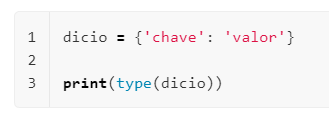 1 dicio = {'chave': 'valor'}
2
3 print(type(dicio))